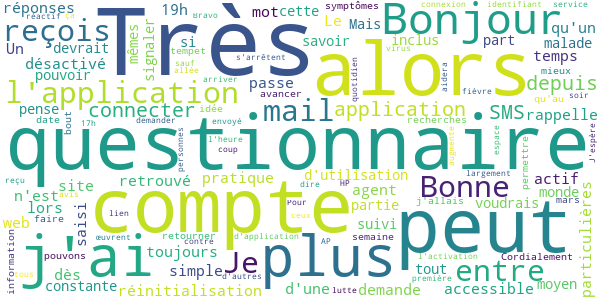 réponses
réactif
ça
Très
19h
Bravo
mot
cette
symptômes
Le
Mais
Bonjour
connexion
identifiant
service
reçois
Un
devrait
désactivé
pouvoir
tempet
sauf
allée
mêmes
signaler
si
à
arriver
s'arrêtent
savoir
inclus
part
virus
qu'un
malade
temps
mieux
l'application
alors
quotidien
aidera
fièvre
qu'au
soir
depuis
pense
connecter
date
bout
17h
demander
idée
envoyé
passe
avancer
mail
application
recherches
SMS
rappelle
J'espère
questionnaire
personnes
l'heure
coup
augmente
espace
permettre
reçu
site
retrouvé
pratique
d'utilisation
dire
HP
agent
partie
Bonne
largement
actif
monde
mars
n'est
avis
web
lors
faire
saisi
lien
compte
Pour
ceux
suivi
j'allais
voudrais
peut
particulières
œuvrent
retourner
contre
d'application
AP
semaine
l'activation
première
Cordialement
information
j'ai
pouvons
dès
toujours
simple
Je
plus
tout
entre
accessible
moyen
tous
constante
réinitialisation
d'autres
d'une
lutte
demande